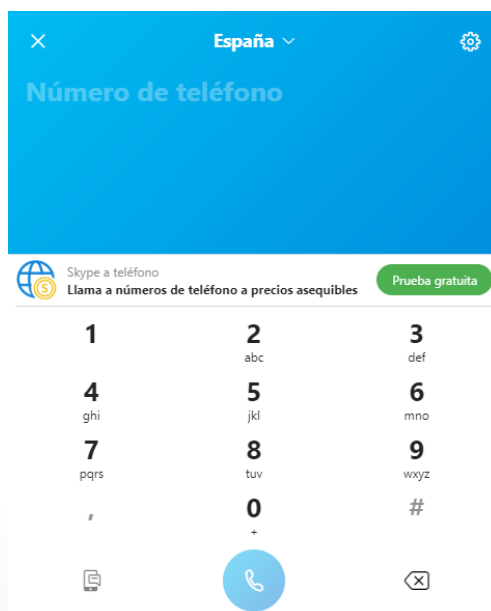 España
Número de teléfono
Skype a teléfono
Llama a números de teléfono a precios asequibles
Prueba gratuita
1 2 3
abc def
4 5 6
ghi jkl mno
7 8 9
pqrs tuv wxyz
, 0 #
+